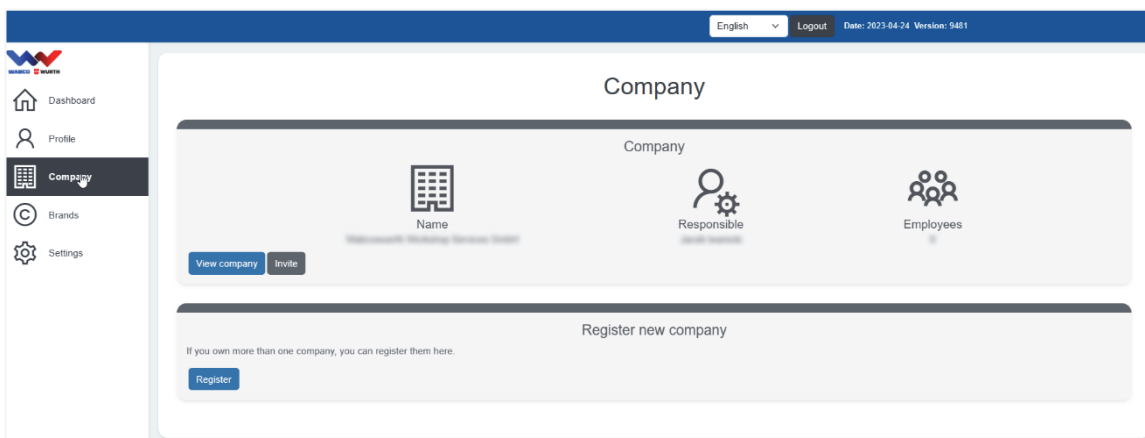 English Logout Date: 2023-04-24 Version: 9481
WABCO WURTH
Dashboard
Profile
Company
Brands
Settings
Company
Company
Name Responsible Employees
View company Invite
Register new company
If you own more than one company, you can register them here.
Register